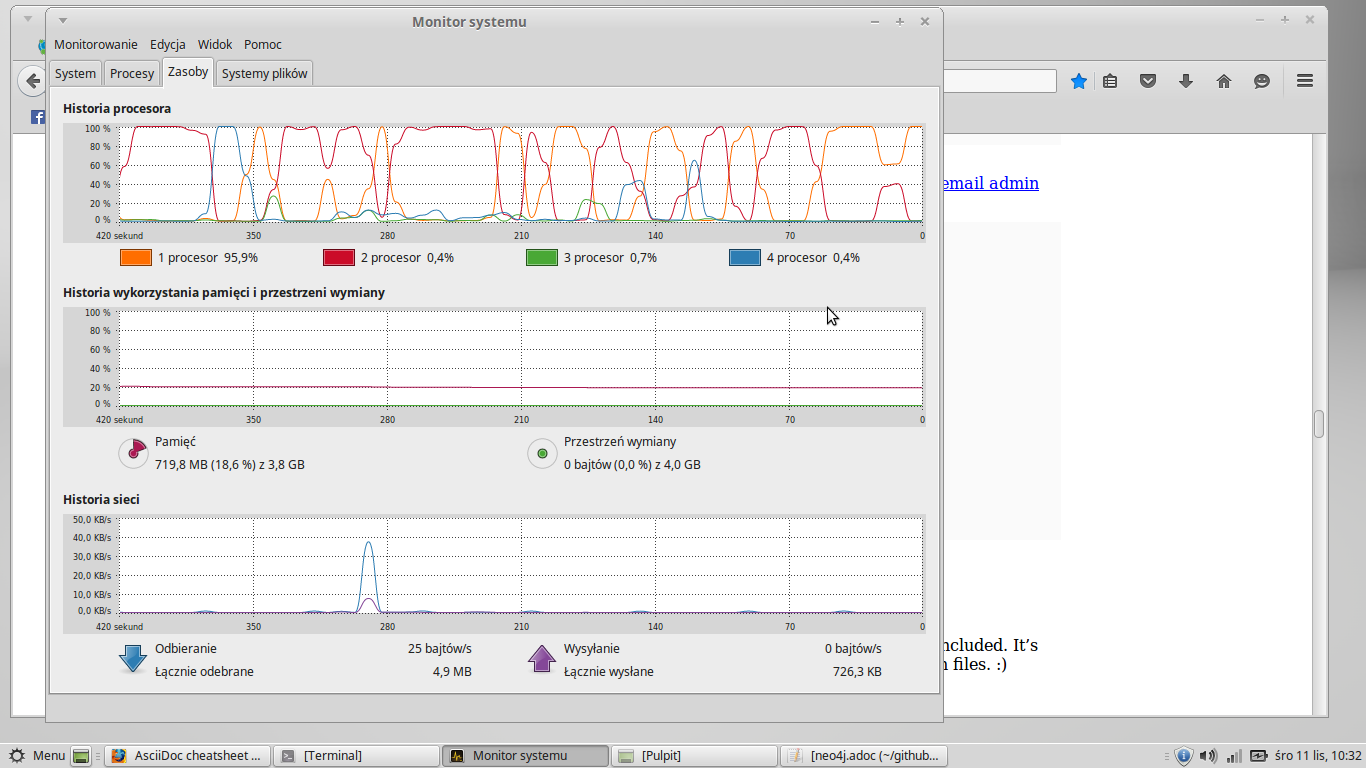 Monitor systemu
Monitorowanie Edycja Widok Pomoc
System Procesy Zasoby Systemy plików
Historia procesora
100 %
80 %
60 %
40 %
20 %
0 %
420 sekund 350 280 210 140 70 0
1 procesor 95,9% 2 procesor 0,4% 3 procesor 0,7% 4 procesor 0,4%
Historia wykorzystania pamięci i przestrzeni wymiany
100 %
80 %
60 %
40 %
20 %
0 %
420 sekund 350 280 210 140 70 0
Pamięć Przestrzeń wymiany
719,8 MB (18,6 %) z 3,8 GB 0 bajtów (0,0 %) z 4,0 GB
Historia sieci
50,0 KB/s
40,0 KB/s
30,0 KB/s
20,0 KB/s
10,0 KB/s
0,0 KB/s
420 sekund 350 280 210 140 70 0
Odbieranie 25 bajtów/s Wysyłanie 0 bajtów/s
Łącznie odebrane 4,9 MB Łącznie wysłane 726,3 KB
email admin
ncluded. It’s
files. :)
Menu AsciiDoc cheatsheet ... [Terminal] Monitor systemu [Pulpit] [neo4j.adoc (~/github... śro 11 lis, 10:32